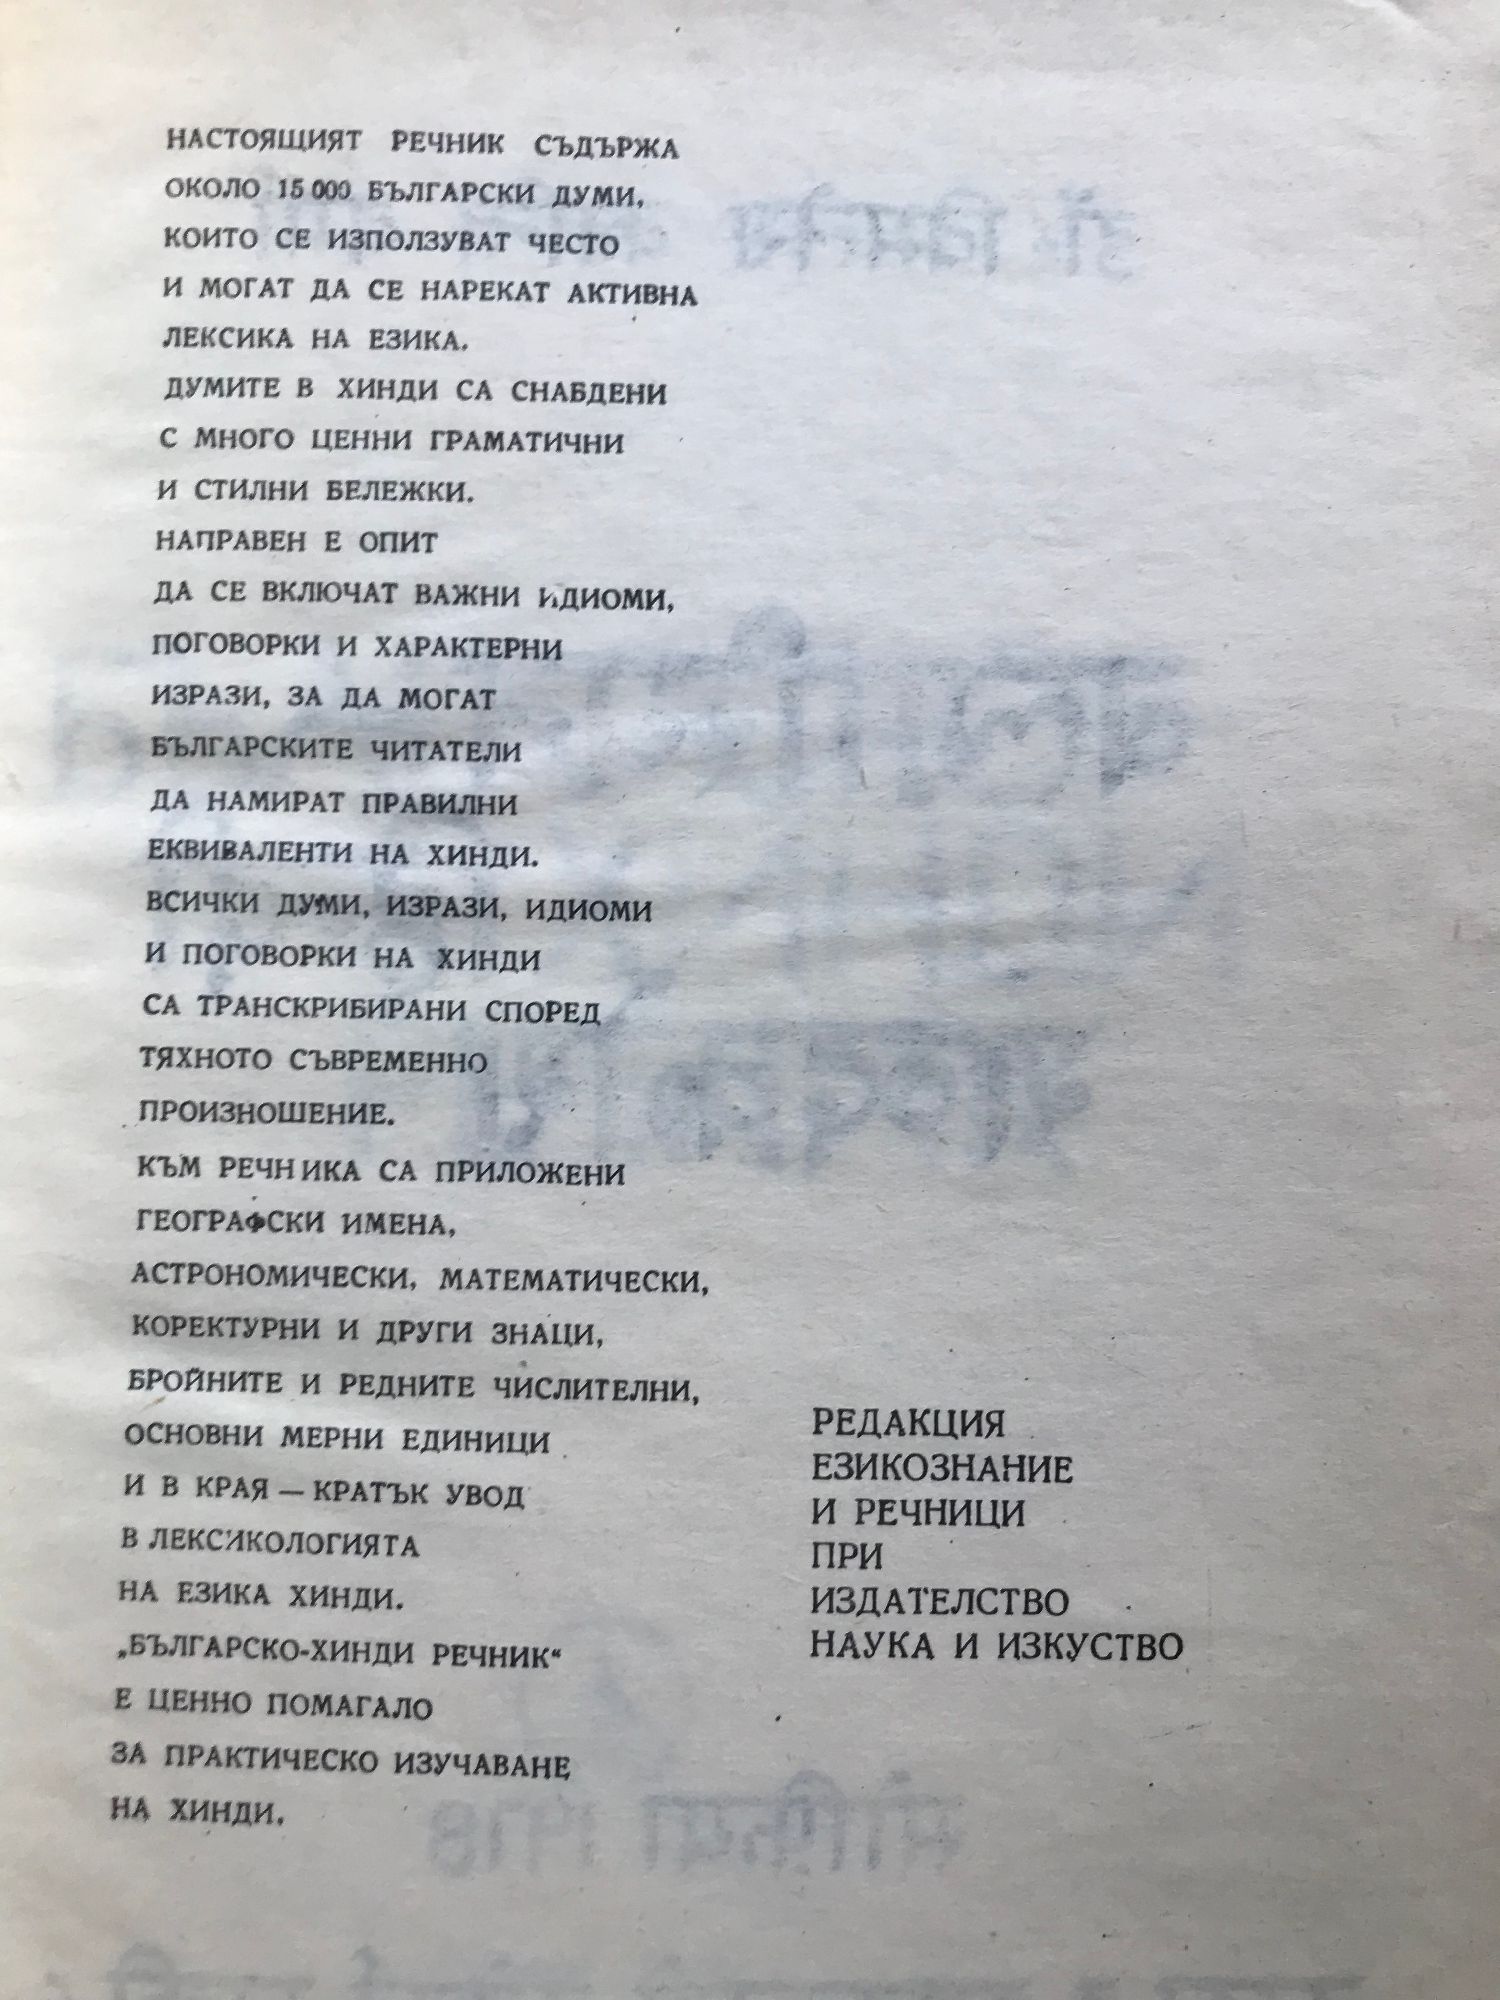 НАСТОЯЩИЯТ РЕЧНИК СЪДЪРЖА
ОКОЛО 15 000 БЪЛГАРСКИ ДУМИ,
КОИТО СЕ ИЗПОЛЗУВАТ ЧЕСТО
И МОГАТ ДА СЕ НАРЕКАТ АКТИВНА
ЛЕКСИКА НА ЕЗИКА.
ДУМИТЕ В ХИНДИ СА СНАБДЕНИ
С МНОГО ЦЕННИ ГРАМАТИЧНИ
И СТИЛНИ БЕЛЕЖКИ.
НАПРАВЕН Е ОПИТ
ДА СЕ ВКЛЮЧАТ ВАЖНИ ИДИОМИ,
ПОГОВОРКИ И ХАРАКТЕРНИ
ИЗРАЗИ, ЗА ДА МОГАТ
БЪЛГАРСКИТЕ ЧИТАТЕЛИ
ДА НАМИРАТ ПРАВИЛНИ
ЕКВИВАЛЕНТИ НА ХИНДИ.
ВСИЧКИ ДУМИ, ИЗРАЗИ, ИДИОМИ
И ПОГОВОРКИ НА ХИНДИ
СА ТРАНСКРИБИРАНИ СПОРЕД
ТЯХНОТО СЪВРЕМЕННО
ПРОИЗНОШЕНИЕ.
КЪМ РЕЧНИКА СА ПРИЛОЖЕНИ
ГЕОГРАФСКИ ИМЕНА,
АСТРОНОМИЧЕСКИ, МАТЕМАТИЧЕСКИ,
КОРЕКТУРНИ И ДРУГИ ЗНАЦИ,
БРОЙНИТЕ И РЕДНИТЕ ЧИСЛИТЕЛНИ,
ОСНОВНИ МЕРНИ ЕДИНИЦИ
И В КРАЯ — КРАТЪК УВОД
В ЛЕКСИКОЛОГИЯТА
НА ЕЗИКА ХИНДИ.
„БЪЛГАРСКО-ХИНДИ РЕЧНИК“
Е ЦЕННО ПОМАГАЛО
ЗА ПРАКТИЧЕСКО ИЗУЧАВАНЕ
НА ХИНДИ.
РЕДАКЦИЯ
ЕЗИКОЗНАНИЕ
И РЕЧНИЦИ
ПРИ
ИЗДАТЕЛСТВО
НАУКА И ИЗКУСТВО